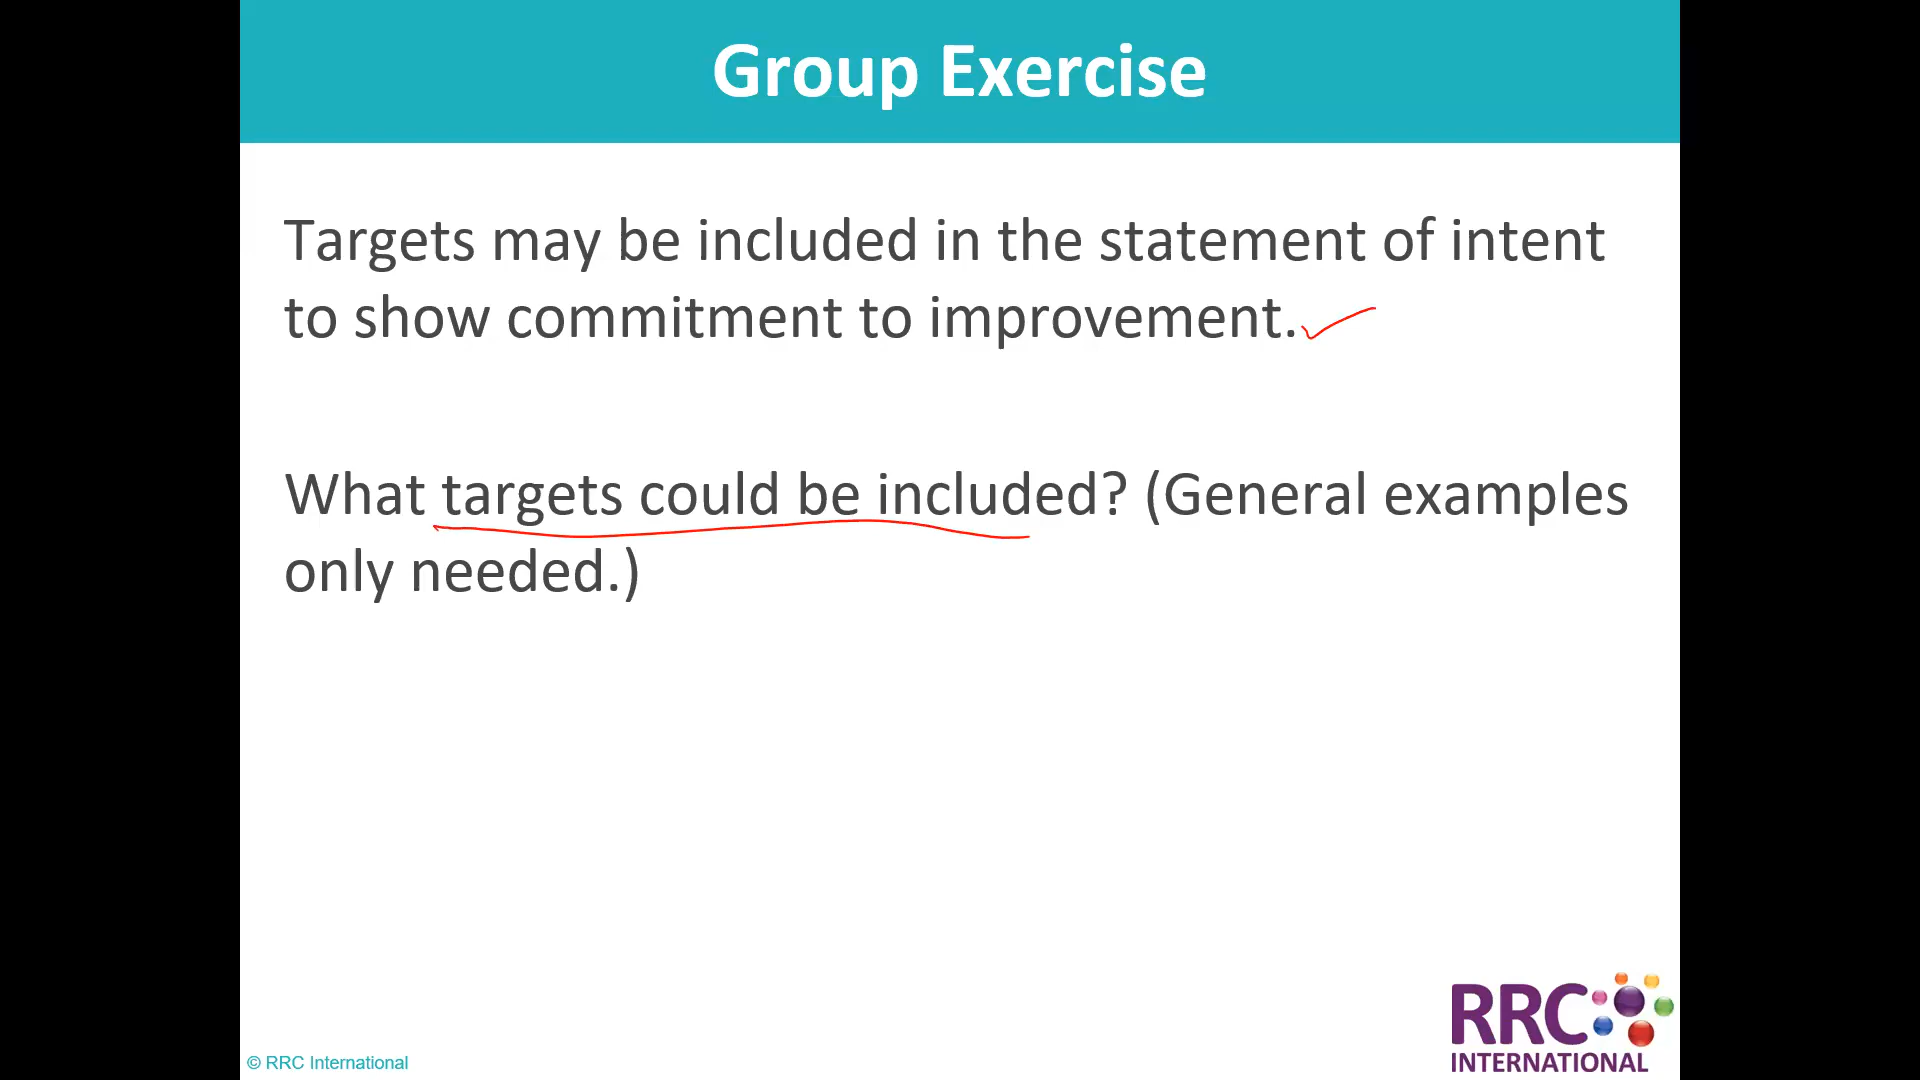 Group Exercise
Targets may be included in the statement of intent
to show commitment to improvement.
What targets could be included? (General examples
only needed.)
RRC
INTERNATIONAL
© RRC International